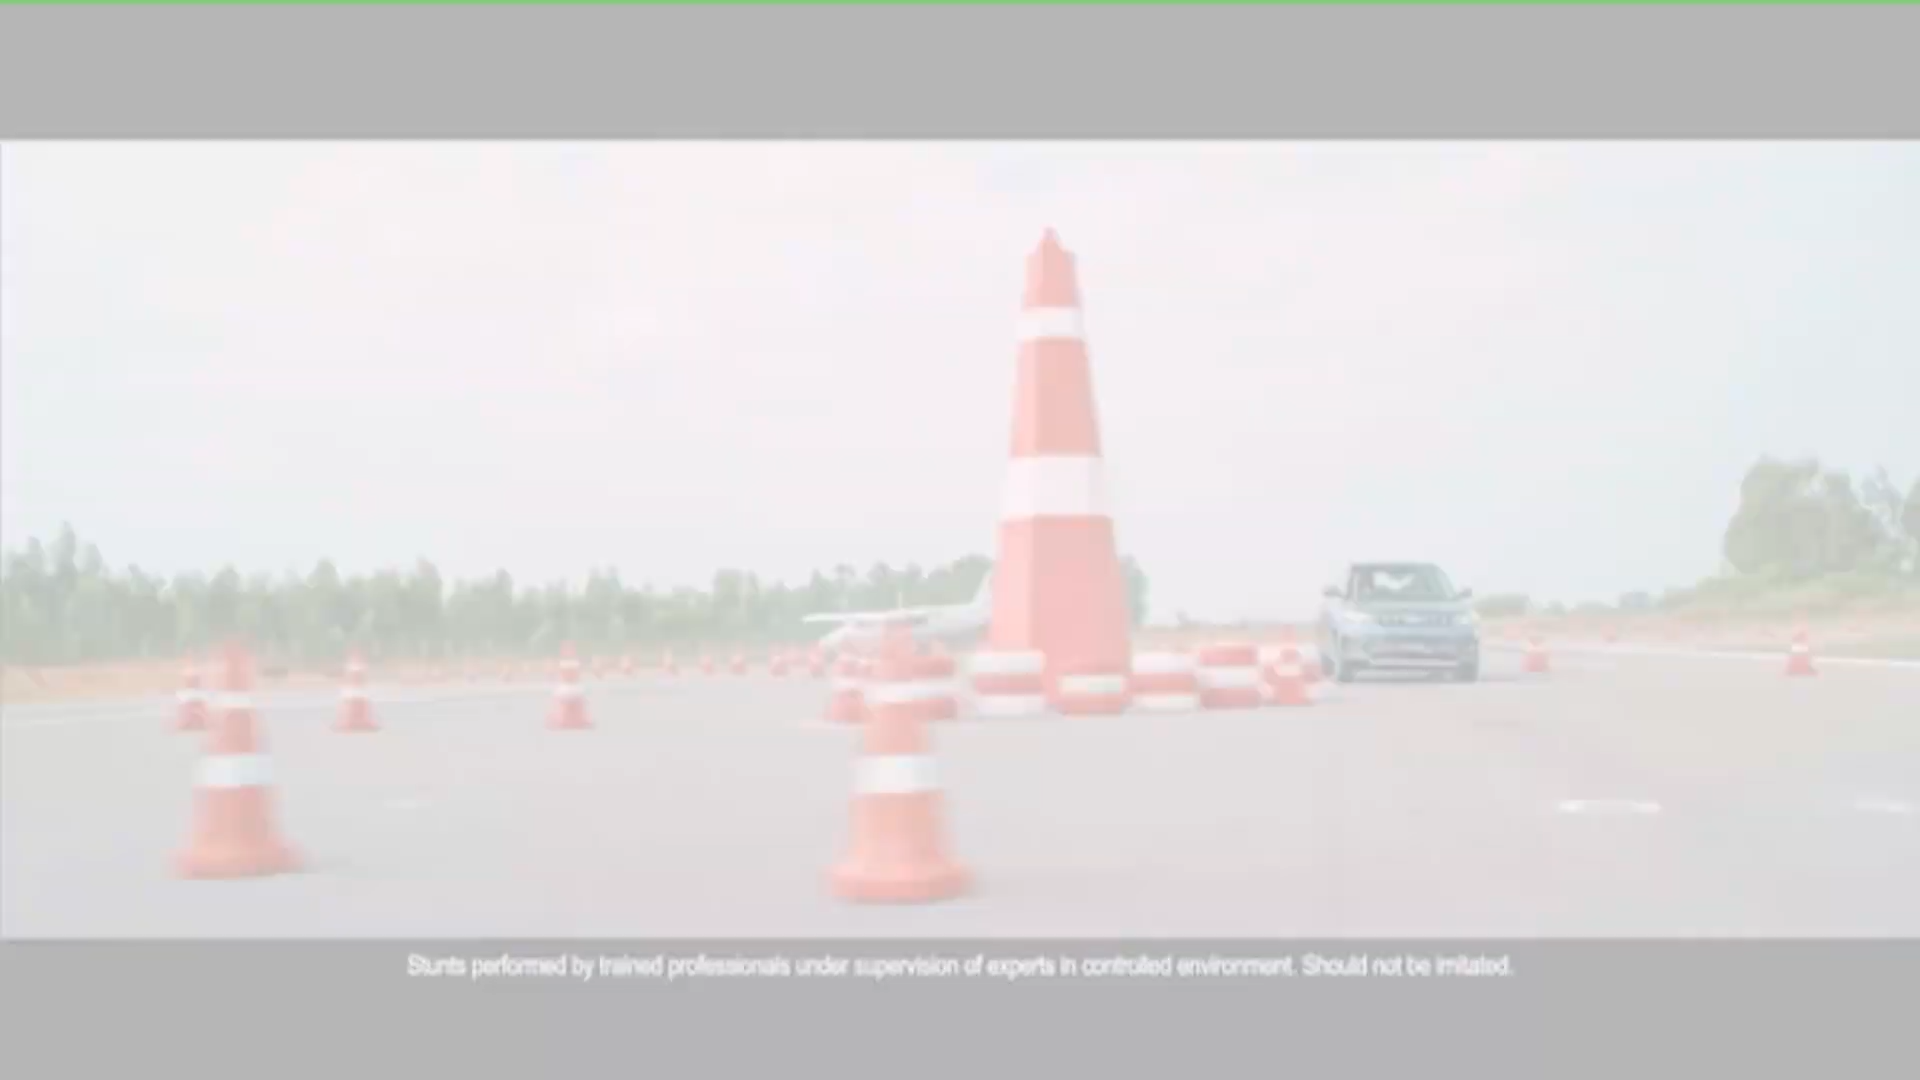 Stunts performed by trained professionals under supervision of experts in controlled environment. Should not be imitated.